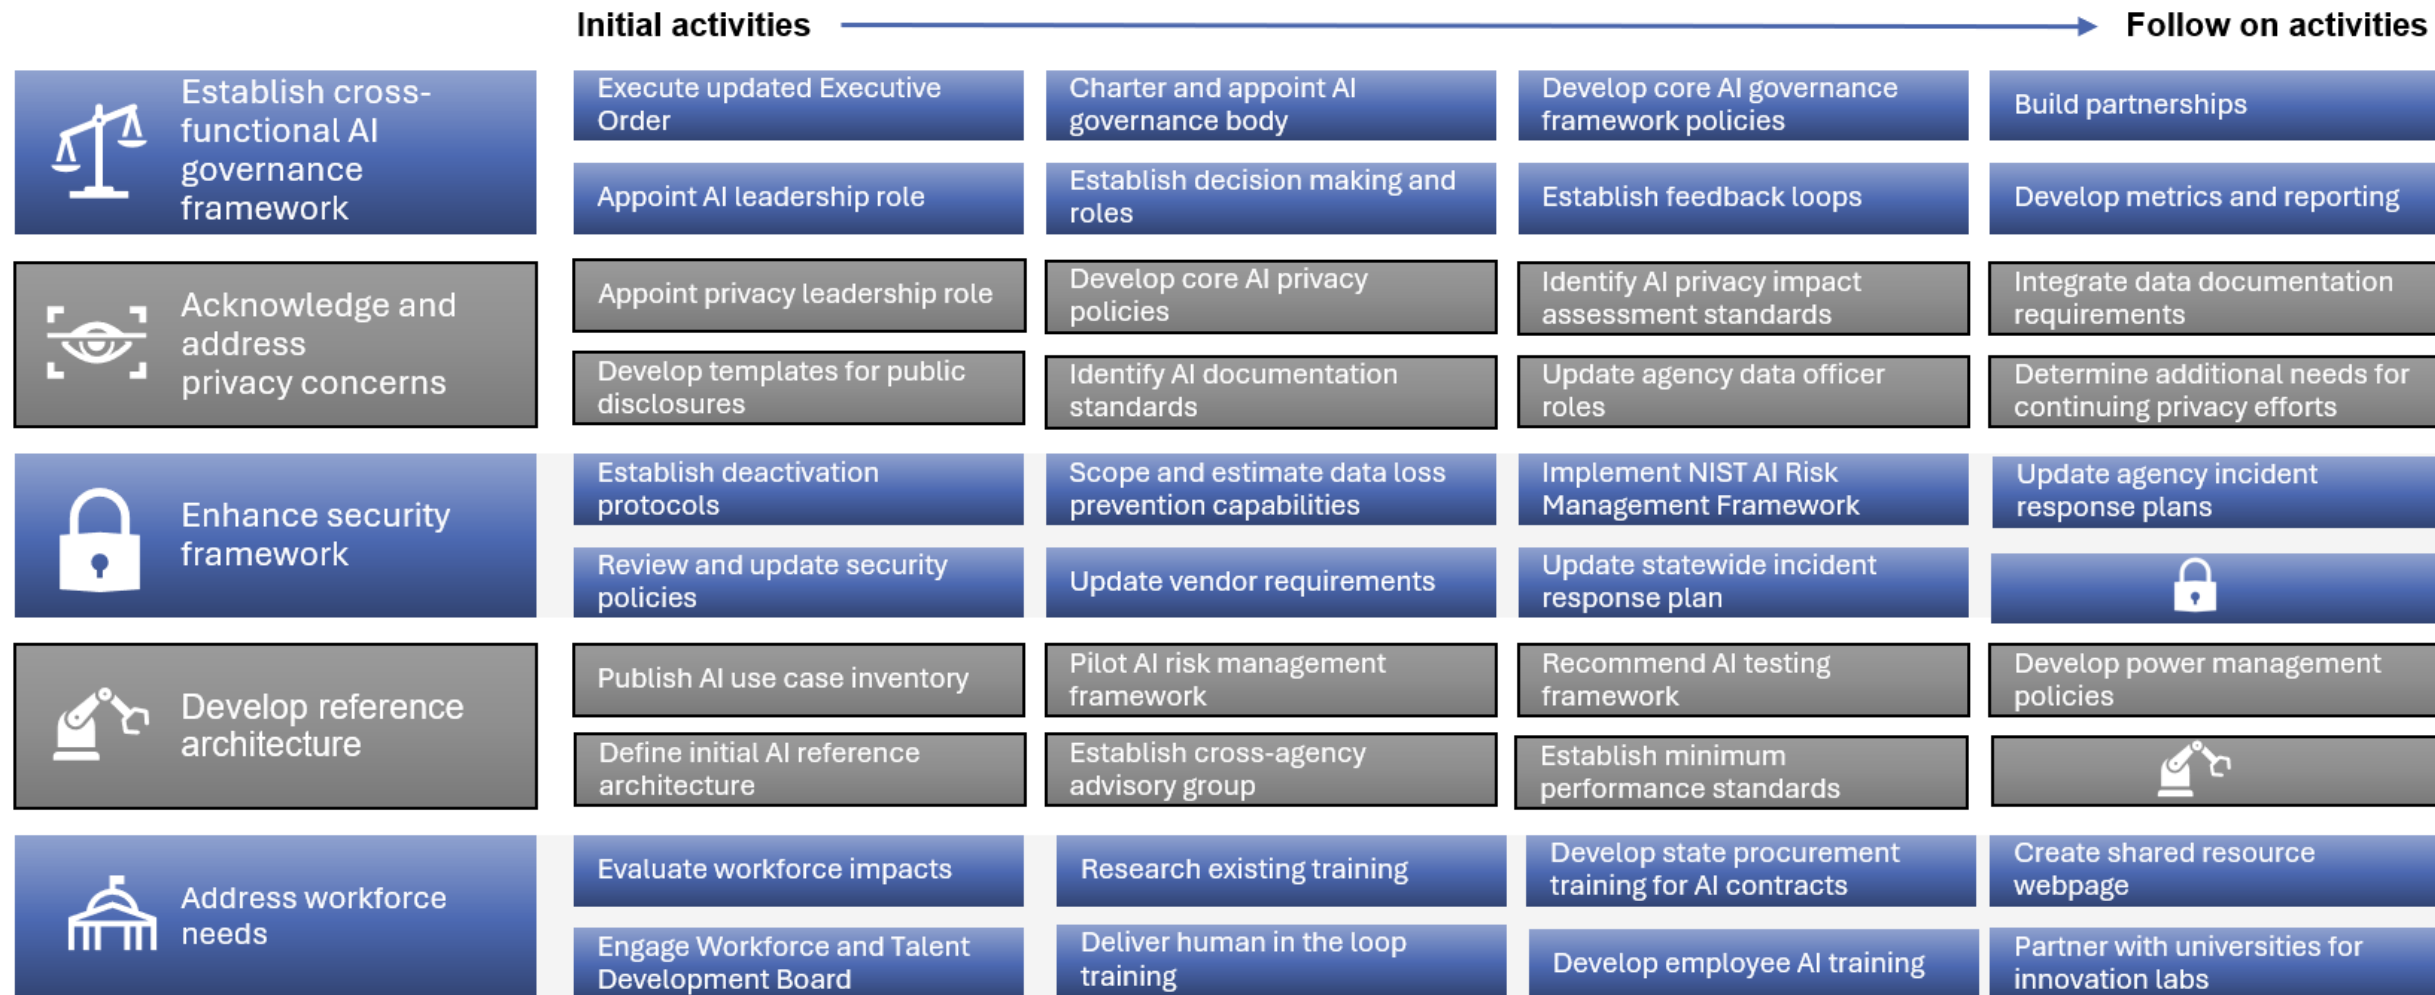 Initial activities
Follow on activities
Establish cross-
functional AI
governance
framework
Execute updated Executive
Order
Charter and appoint AI
governance body
Develop core AI governance
framework policies
Build partnerships
Appoint AI leadership role
Establish decision making and
roles
Establish feedback loops
Develop metrics and reporting
Acknowledge and
address
privacy concerns
Appoint privacy leadership role
Develop core AI privacy
policies
Identify AI privacy impact
assessment standards
Integrate data documentation
requirements
Develop templates for public
disclosures
Identify AI documentation
standards
Update agency data officer
roles
Determine additional needs for
continuing privacy efforts
Enhance security
framework
Establish deactivation
protocols
Scope and estimate data loss
prevention capabilities
Implement NIST AI Risk
Management Framework
Update agency incident
response plans
Review and update security
policies
Update vendor requirements
Update statewide incident
response plan
Develop reference
architecture
Publish AI use case inventory
Pilot AI risk management
framework
Recommend AI testing
framework
Develop power management
policies
Define initial AI reference
architecture
Establish cross-agency
advisory group
Establish minimum
performance standards
Address workforce
needs
Evaluate workforce impacts
Research existing training
Develop state procurement
training for AI contracts
Create shared resource
webpage
Engage Workforce and Talent
Development Board
Deliver human in the loop
training
Develop employee AI training
Partner with universities for
innovation labs